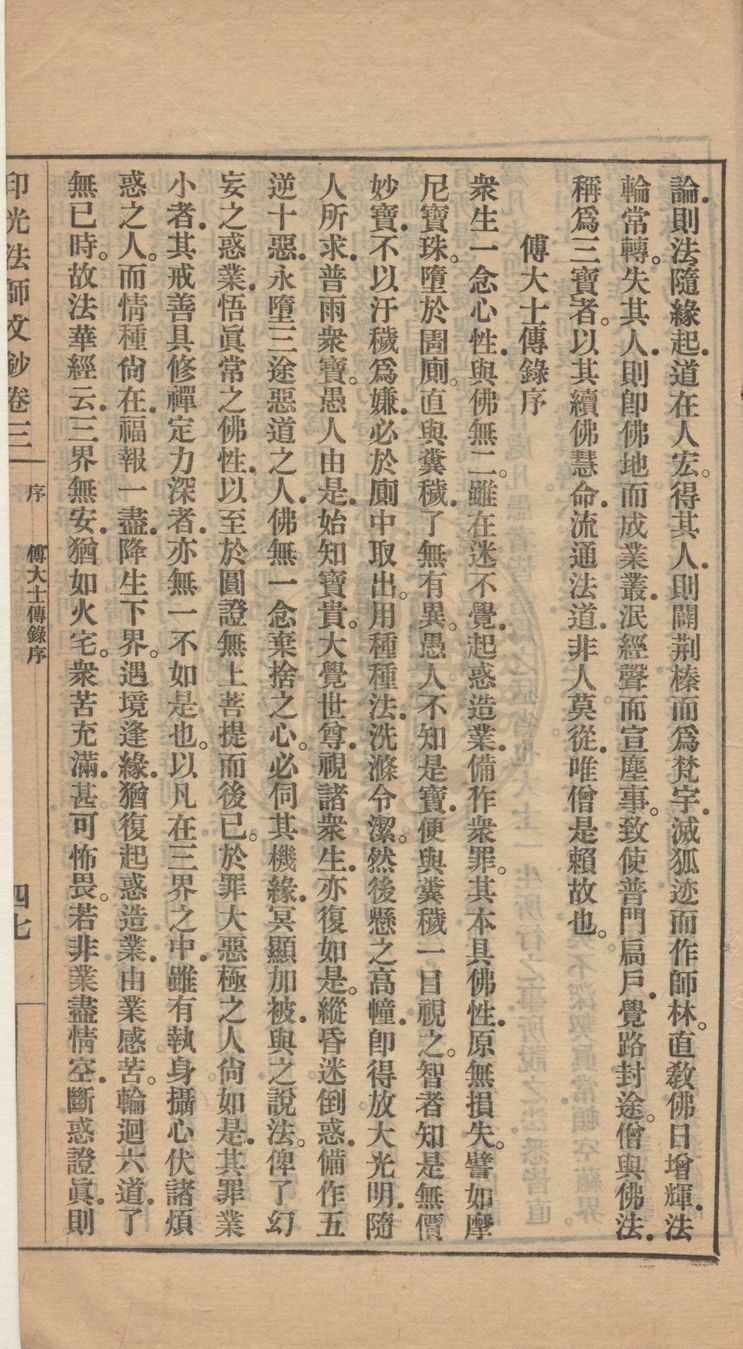 論則法隨緣起道在人宏。得其人則闢荆榛而爲梵宇滅狐迹而作師林。直敎佛日增輝法
輪常轉。失其人則卽佛地而成業叢泯經聲而宣塵事。致使普門扃戶覺路封途。僧與佛法
稱爲三寶者。以其續佛慧命流通法道非人莫從唯僧是賴故也。
傅大士傳錄序
衆生一念心性與佛無二。雖在迷不覺起惑造業備作衆罪。其本具佛性原無損失。譬如摩
尼寶珠墮於圊廁。直與糞穢了無有異。愚人不知是寶便與糞穢一目視之。智者知是無價
妙寶不以汙穢爲嫌必於廁中取出。用種種法洗滌令潔。然後懸之高幢卽得放大光明隨
人所求普雨衆寶。愚人由是始知寶貴。大覺世尊視諸衆生亦復如是。縱昏迷倒惑備作五
逆十惡永墮三途惡道之人佛無一念棄捨之心。必伺其機緣冥顯加被與之說法。俾了幻
妄之惑業悟眞常之佛性以至於圓證無上菩提而後已。於罪大惡極之人尙如是其罪業
小者其戒善具修禪定力深者亦無一不如是也。以凡在三界之中雖有執身攝心伏諸煩
惑之人。而情種尙在福報一盡降生下界。遇境逢緣猶復起惑造業由業感苦。輪迴六道了
無已時。故法華經云三界無安猶如火宅。衆苦充滿甚可怖畏。若非業盡情空斷惑證眞則
印光法師文鈔卷三
序
傅大士傳錄序
四七